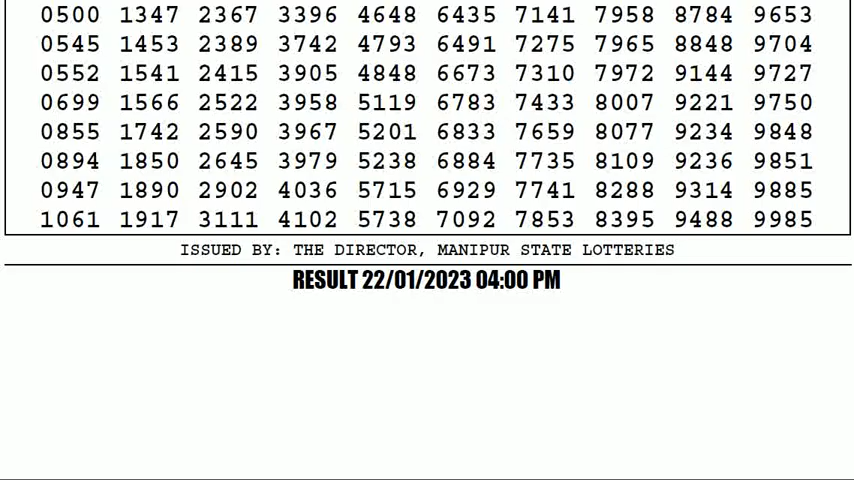 0500 1347 2367 3396 4648 6435 7141 7958 8784 9653
0545 1453 2389 3742 4793 6491 7275 7965 8848 9704
0552 1541 2415 3905 4848 6673 7310 7972 9144 9727
0699 1566 2522 3958 5119 6783 7433 8007 9221 9750
0855 1742 2590 3967 5201 6833 7659 8077 9234 9848
0894 1850 2645 3979 5238 6884 7735 8109 9236 9851
0947 1890 2902 4036 5715 6929 7741 8288 9314 9885
1061 1917 3111 4102 5738 7092 7853 8395 9488 9985
ISSUED BY: THE DIRECTOR, MANIPUR STATE LOTTERIES
RESULT 22/01/2023 04:00 PM